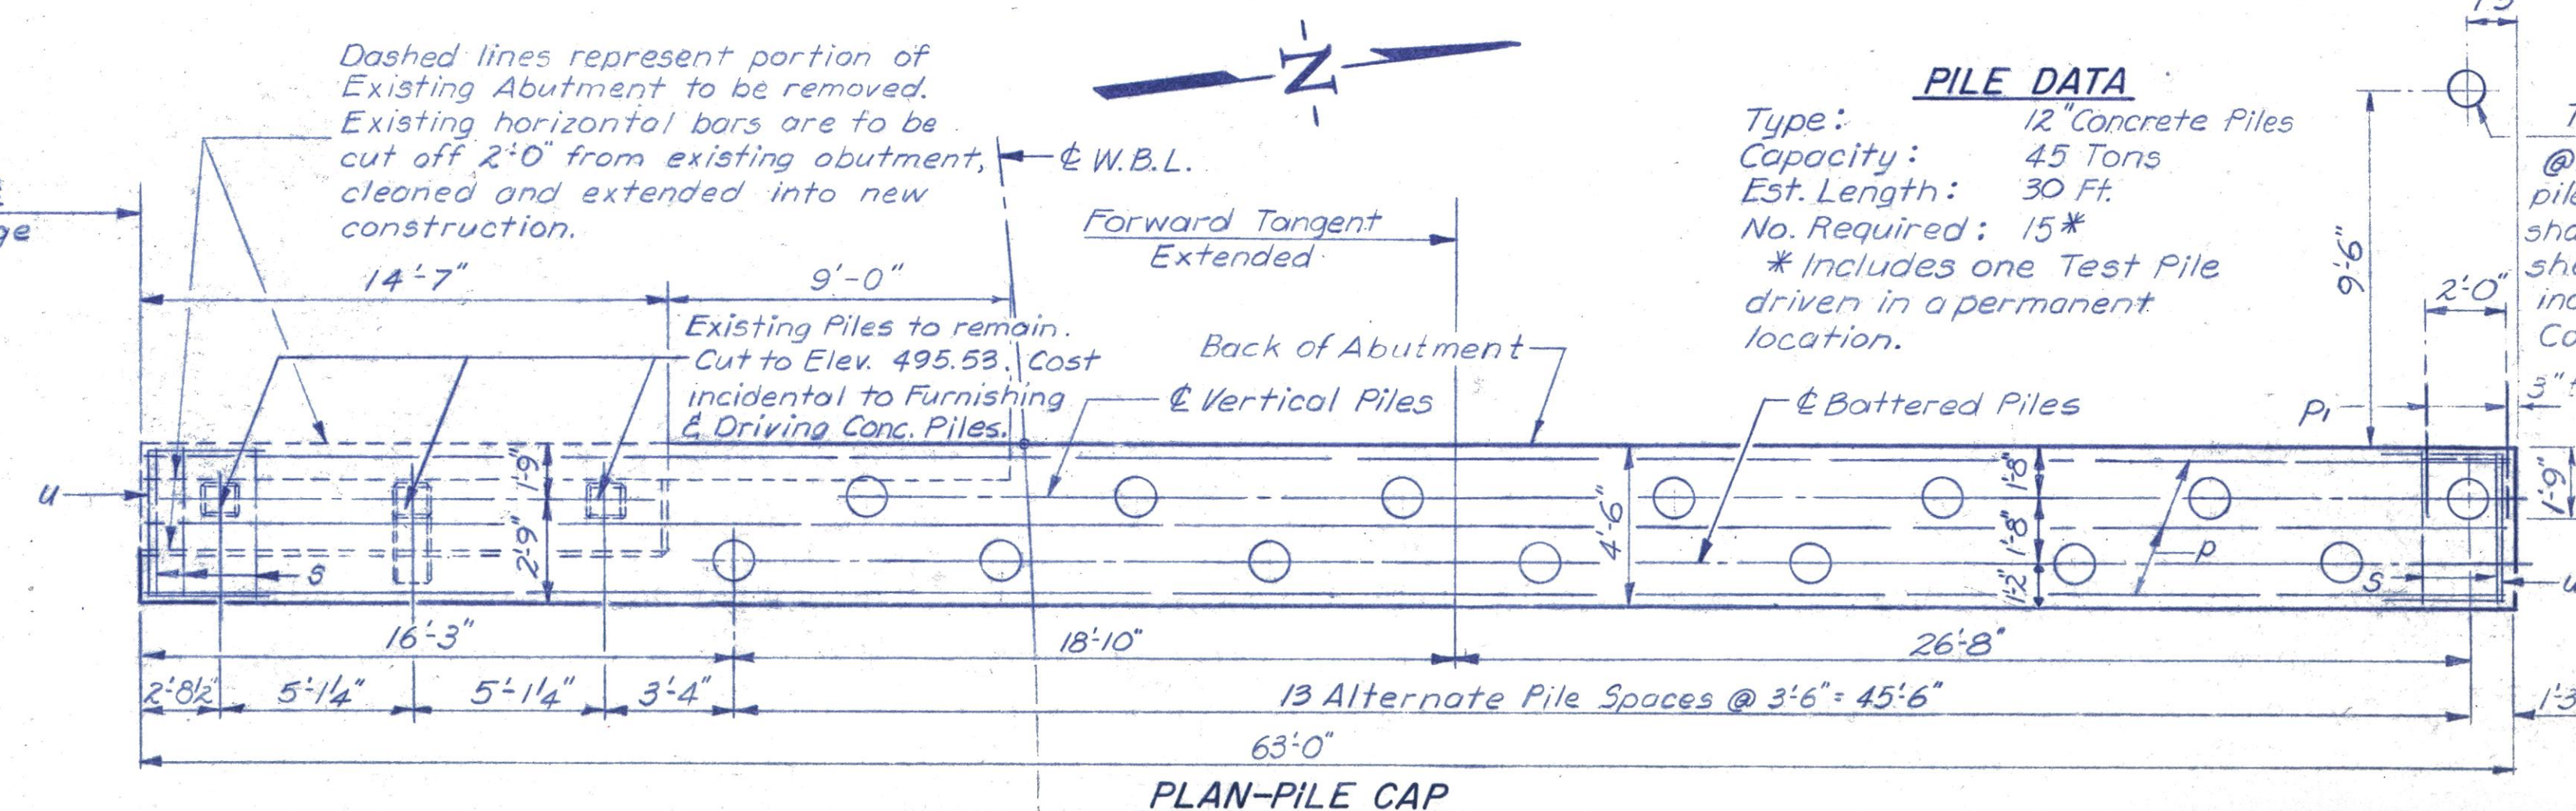 Dashed lines represent portion of
Existing Abutment to be removed.
Existing horizontal bars are to be
cut off 2'-0" from existing abutment,
cleaned and extended into new
construction.
N
℄ W.B.L.
Forward Tangent
Extended
PILE DATA
Type: 12" Concrete Piles
Capacity: 45 Tons
Est. Length: 30 Ft.
No. Required: 15*
* Includes one Test Pile
driven in a permanent
location.
@
14'-7"
9'-0"
9'-6"
2'-0"
Existing Piles to remain.
Cut to Elev. 495.53. Cost
incidental to Furnishing
& Driving Conc. Piles.
Back of Abutment
℄ Vertical Piles
℄ Battered Piles
P1
3"
u
1'-9"
2'-9"
s
4'-6"
1'-8"
1'-8"
1'-2"
p
s
1'-9"
u
16'-3"
18'-10"
26'-8"
2'-8½"
5'-1¼"
5'-1¼"
3'-4"
13 Alternate Pile Spaces @ 3'-6" = 45'-6"
63'-0"
PLAN-PILE CAP